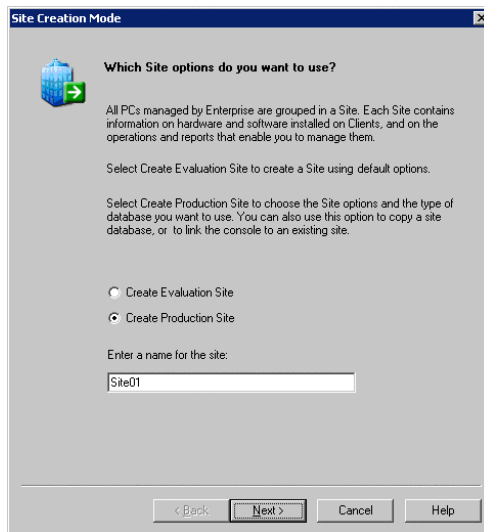 Site Creation Mode
Which Site options do you want to use?
All PCs managed by Enterprise are grouped in a Site. Each Site contains
information on hardware and software installed on Clients, and on the
operations and reports that enable you to manage them.
Select Create Evaluation Site to create a Site using default options.
Select Create Production Site to choose the Site options and the type of
database you want to use. You can also use this option to copy a site
database, or to link the console to an existing site.
Create Evaluation Site
Create Production Site
Enter a name for the site:
Site01
< Back
Next >
Cancel
Help